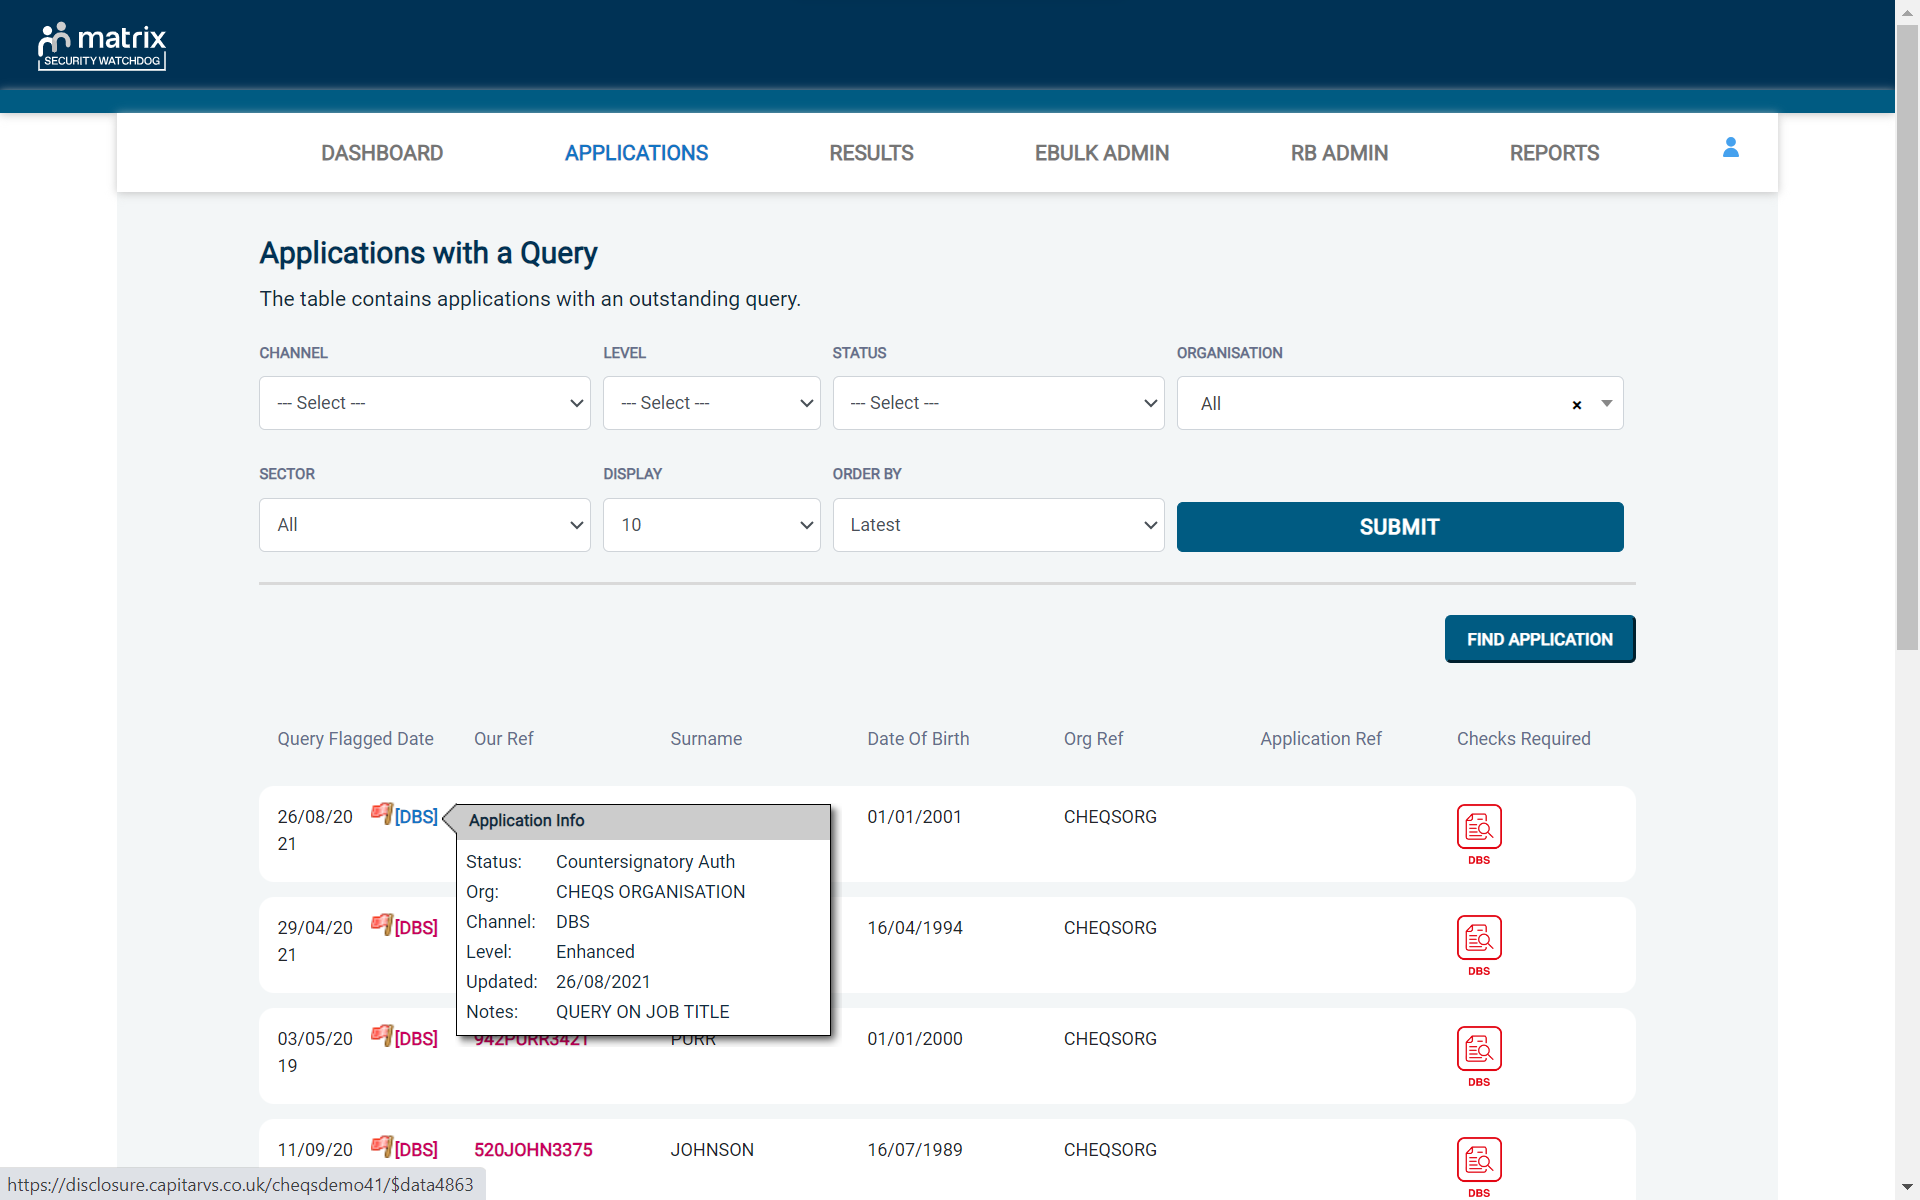 matrix
SECURITY WATCHDOG
DASHBOARD APPLICATIONS RESULTS EBULK ADMIN RB ADMIN REPORTS
Applications with a Query
The table contains applications with an outstanding query.
CHANNEL LEVEL STATUS ORGANISATION
--- Select --- --- Select --- --- Select --- All ×
SECTOR DISPLAY ORDER BY
All 10 Latest SUBMIT
FIND APPLICATION
Query Flagged Date Our Ref Surname Date Of Birth Org Ref Application Ref Checks Required
26/08/20 [DBS] 01/01/2001 CHEQSORG
21
DBS
Application Info
Status: Countersignatory Auth
Org: CHEQS ORGANISATION
Channel: DBS
Level: Enhanced
Updated: 26/08/2021
Notes: QUERY ON JOB TITLE
29/04/20 [DBS] 16/04/1994 CHEQSORG
21
DBS
03/05/20 [DBS] 942PURR3421 PURR 01/01/2000 CHEQSORG
19
DBS
11/09/20 [DBS] 520JOHN3375 JOHNSON 16/07/1989 CHEQSORG
DBS
https://disclosure.capitarvs.co.uk/cheqsdemo41/$data4863